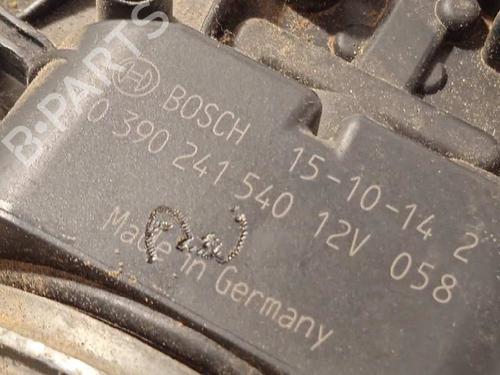 B-PARTS
BOSCH 15-10-14 2
0 390 241 540 12V 058
Made in Germany